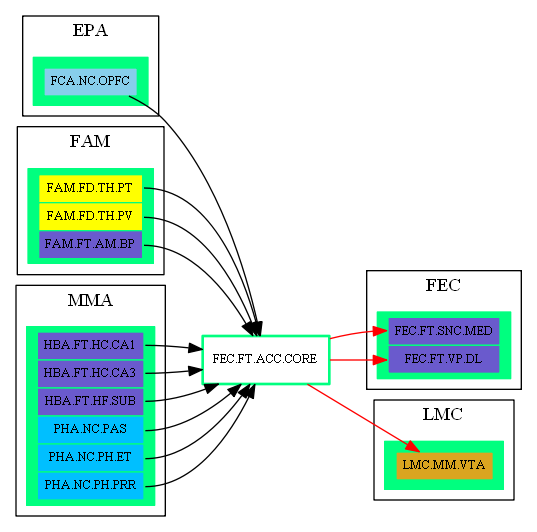 EPA
FCA.NC.OPFC
FAM
FAM.FD.TH.PT
FAM.FD.TH.PV
FAM.FT.AM.BP
MMA
HBA.FT.HC.CA1
HBA.FT.HC.CA3
HBA.FT.HF.SUB
PHA.NC.PAS
PHA.NC.PH.ET
PHA.NC.PH.PRR
FEC.FT.ACC.CORE
FEC
FEC.FT.SNC.MED
FEC.FT.VP.DL
LMC
LMC.MM.VTA